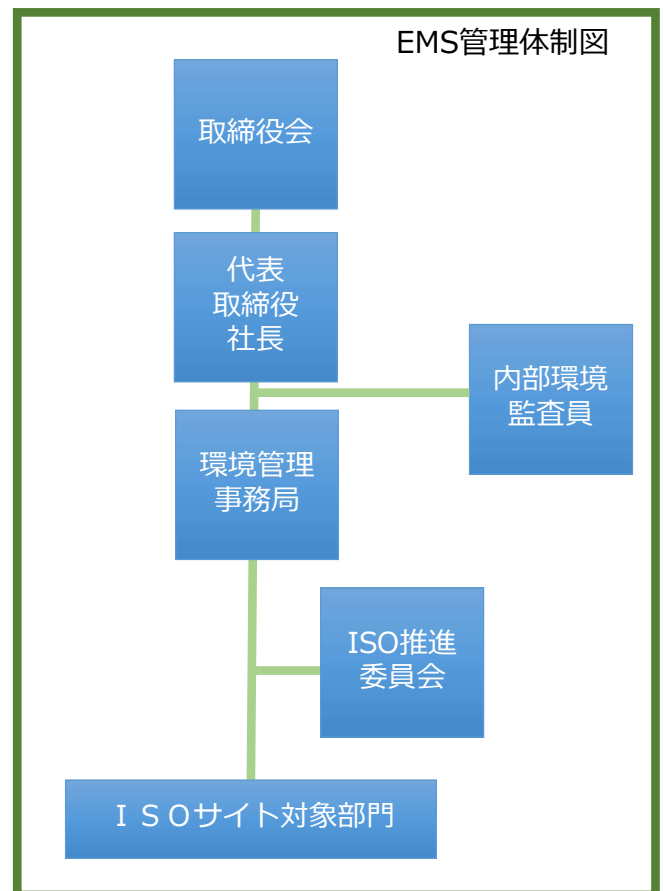 EMS管理体制図
取締役会
代表
取締役
社長
内部環境
監査員
環境管理
事務局
ISO推進
委員会
ＩＳＯサイト対象部門